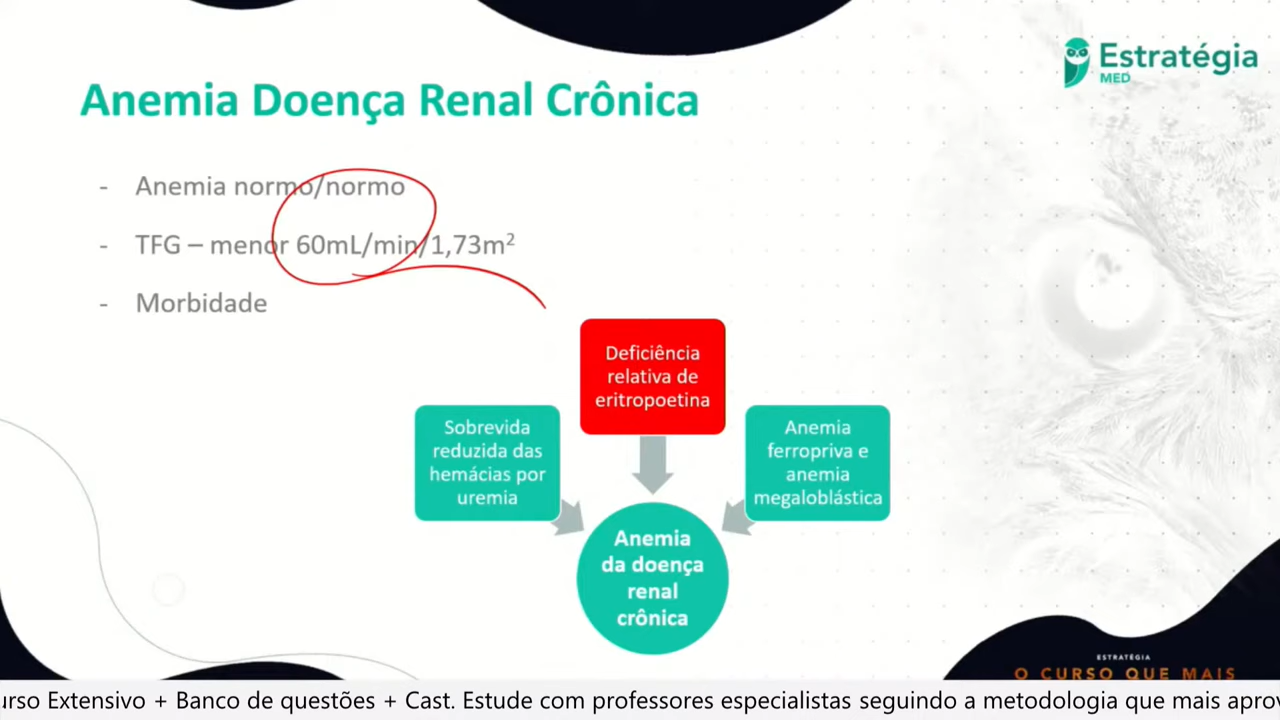 Estratégia
MED
Anemia Doença Renal Crônica
- Anemia normo/normo
- TFG – menor 60mL/min/1,73m²
- Morbidade
Deficiência
relativa de
eritropoetina
Sobrevida
reduzida das
hemácias por
uremia
Anemia
ferropriva e
anemia
megaloblástica
Anemia
da doença
renal
crônica
ESTRATÉGIA
O CURSO QUE MAIS
urso Extensivo + Banco de questões + Cast. Estude com professores especialistas seguindo a metodologia que mais aprov